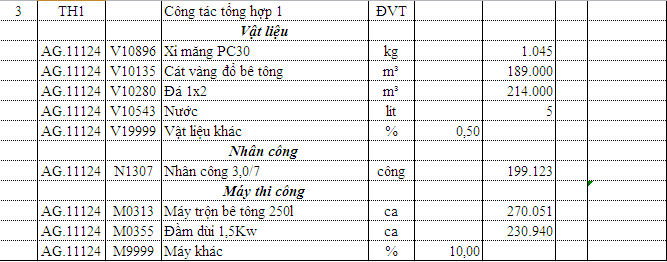 3 TH1 Công tác tổng hợp 1 ĐVT
Vật liệu
AG.11124 V10896 Xi măng PC30 kg 1.045
AG.11124 V10135 Cát vàng đổ bê tông m³ 189.000
AG.11124 V10280 Đá 1x2 m³ 214.000
AG.11124 V10543 Nước lít 5
AG.11124 V19999 Vật liệu khác % 0,50
Nhân công
AG.11124 N1307 Nhân công 3,0/7 công 199.123
Máy thi công
AG.11124 M0313 Máy trộn bê tông 250l ca 270.051
AG.11124 M0355 Đầm dùi 1,5Kw ca 230.940
AG.11124 M9999 Máy khác % 10,00